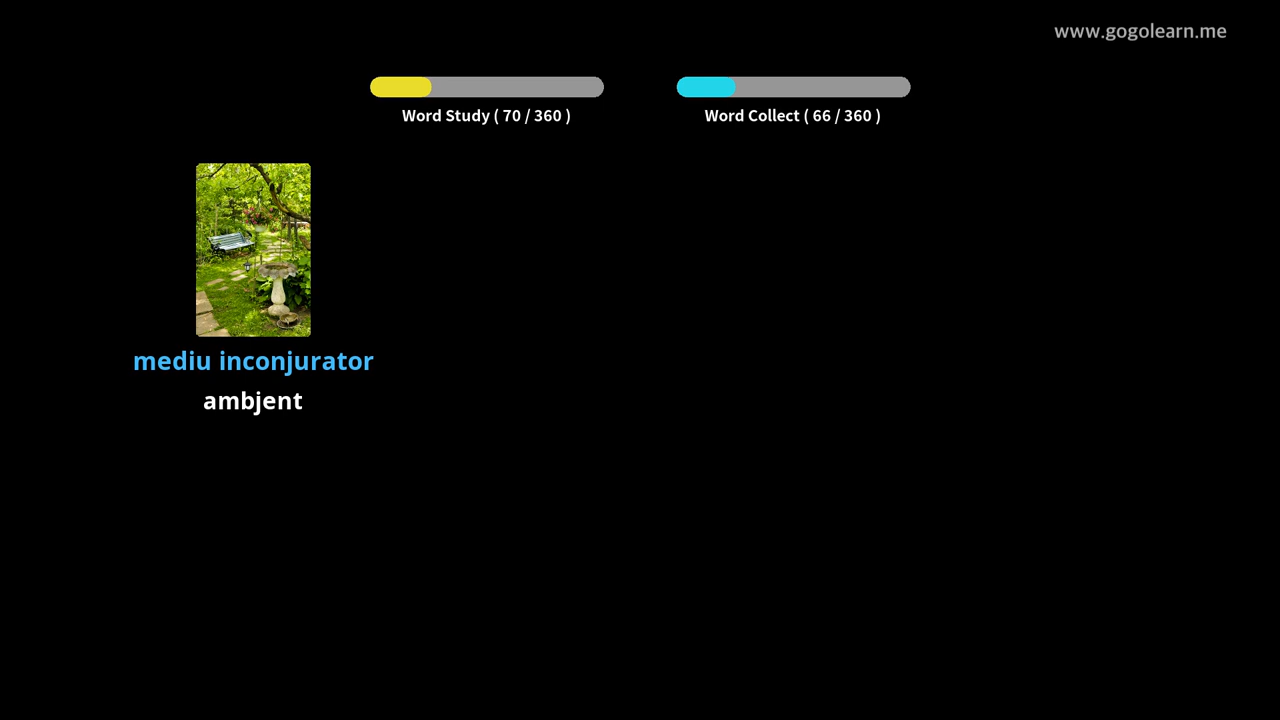 www.gogolearn.me
Word Study ( 70 / 360 )
Word Collect ( 66 / 360 )
mediu inconjurator
ambjent